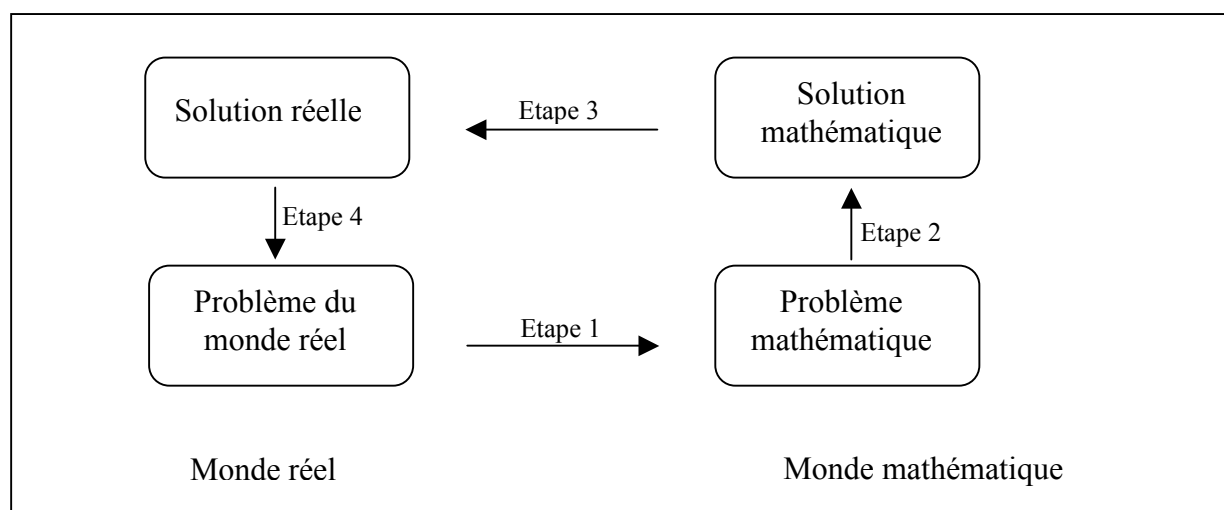 Solution réelle
Etape 3
Solution
mathématique
Etape 4
Etape 2
Problème du
monde réel
Etape 1
Problème
mathématique
Monde réel
Monde mathématique